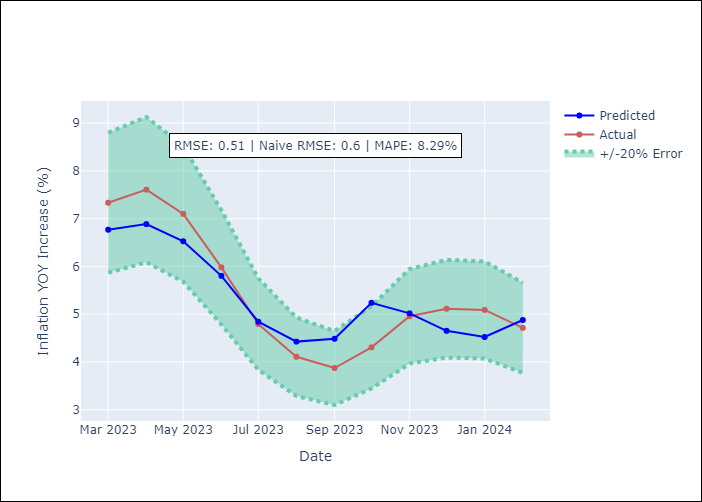 RMSE: 0.51 | Naive RMSE: 0.6 | MAPE: 8.29%
Predicted
Actual
+/-20% Error
Inflation YOY Increase (%)
9
8
7
6
5
4
3
Mar 2023 May 2023 Jul 2023 Sep 2023 Nov 2023 Jan 2024
Date